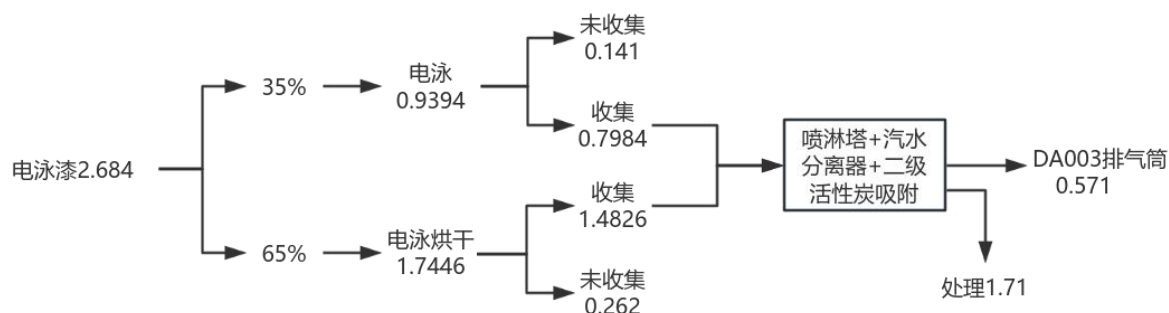 未收集
0.141
35%
电泳
0.9394
收集
0.7984
电泳漆2.684
喷淋塔+汽水
分离器+二级
活性炭吸附
DA003排气筒
0.571
收集
1.4826
65%
电泳烘干
1.7446
未收集
0.262
处理1.71